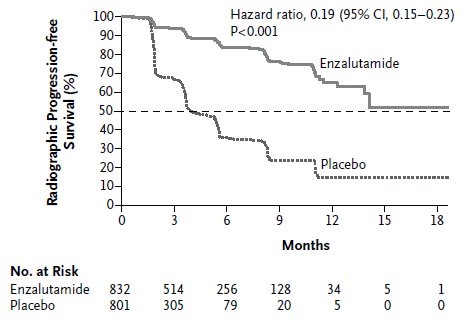 Hazard ratio, 0.19 (95% CI, 0.15–0.23)
P<0.001
Radiographic Progression-free
Survival (%)
100
90
80
70
60
50
40
30
20
10
0
Enzalutamide
Placebo
0 3 6 9 12 15 18
Months
No. at Risk
Enzalutamide 832 514 256 128 34 5 1
Placebo 801 305 79 20 5 0 0